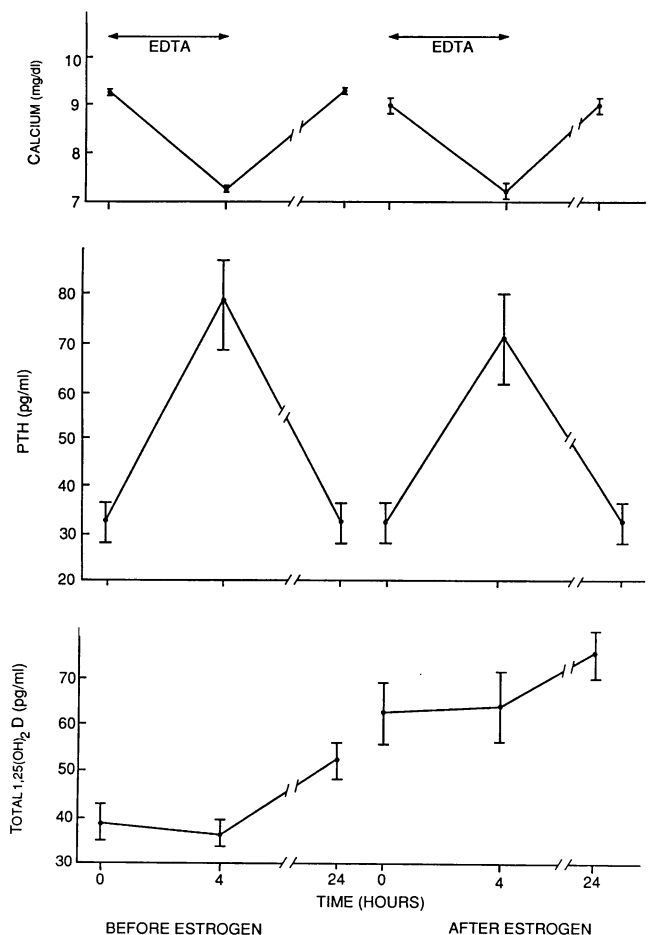 EDTA EDTA
CALCIUM (mg/dl)
10
9
8
7
PTH (pg/ml)
80
70
60
50
40
30
20
TOTAL 1,25(OH)2 D (pg/ml)
70
60
50
40
30
0 4 24 0 4 24
TIME (HOURS)
BEFORE ESTROGEN AFTER ESTROGEN